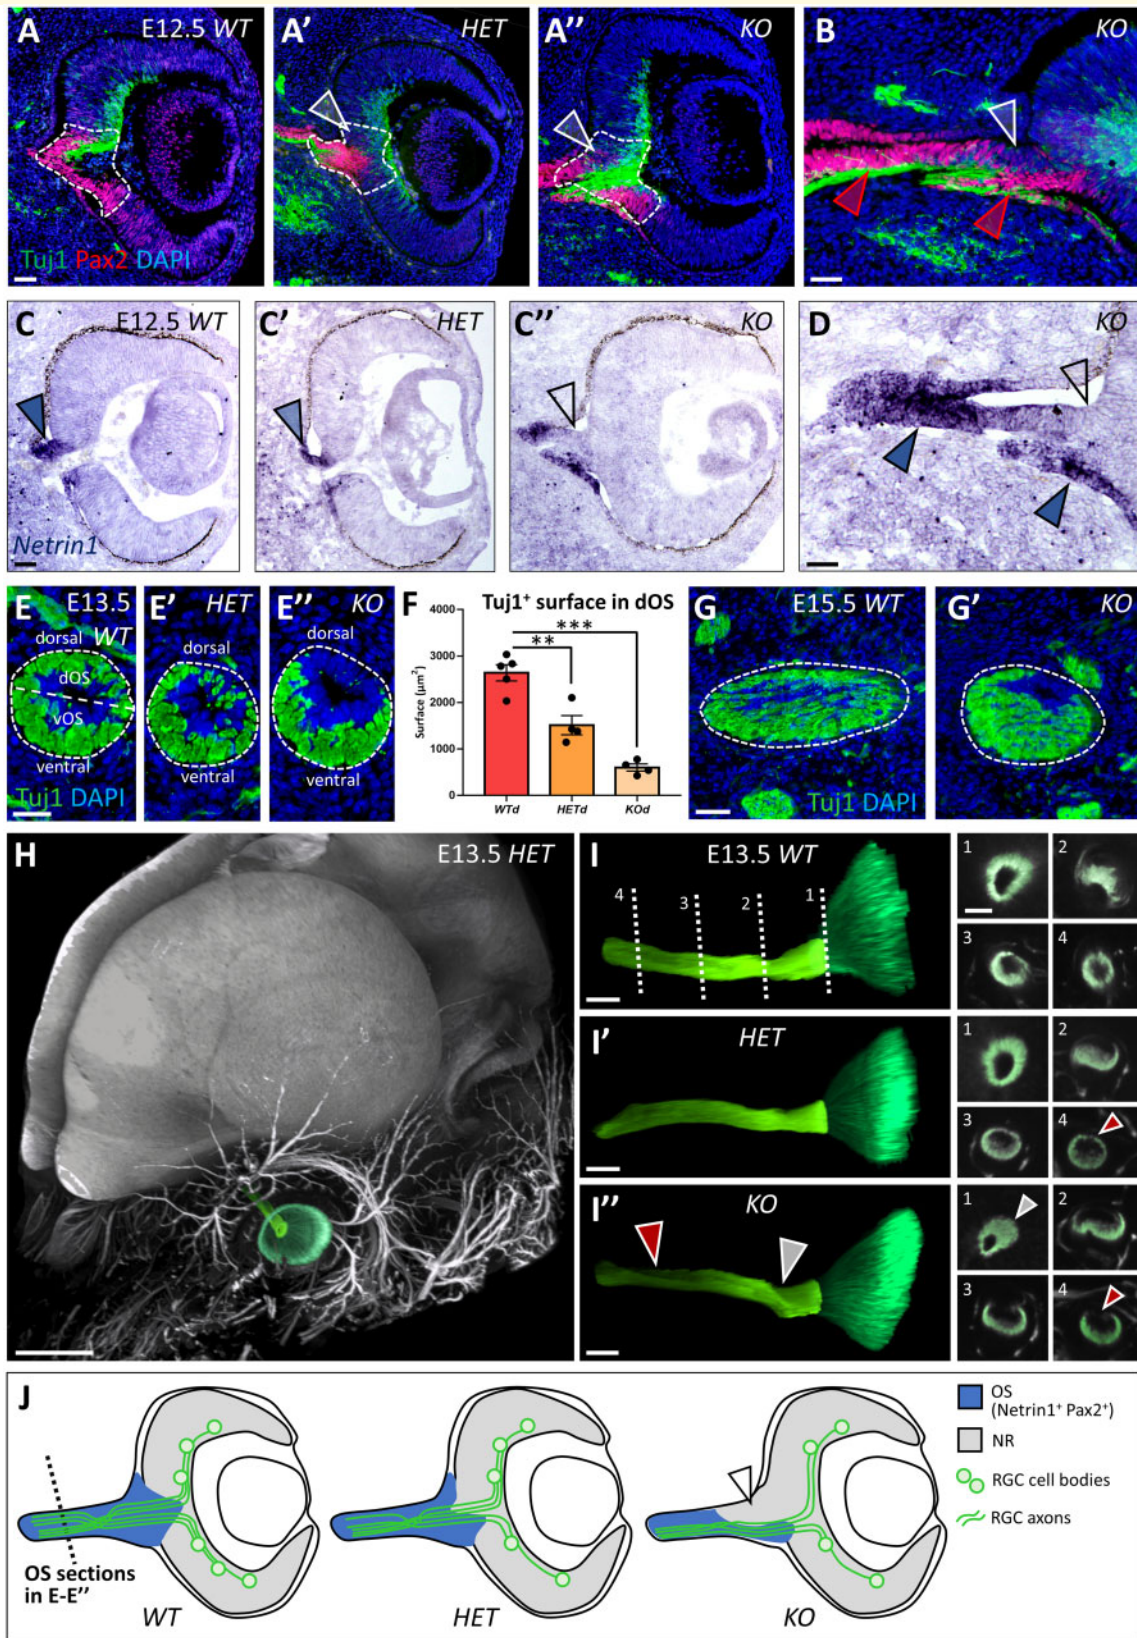 A E12.5 WT
A' HET
A'' KO
B KO
Tuj1 Pax2 DAPI
C E12.5 WT
C' HET
C'' KO
D KO
Netrin1
E E13.5 WT
dorsal
dOS
vOS
ventral
Tuj1 DAPI
E' HET
dorsal
ventral
E'' KO
dorsal
ventral
F
Tuj1+ surface in dOS
Surface (µm²)
4000
3000
2000
1000
0
**
***
WTd HETd KOd
G E15.5 WT
Tuj1 DAPI
G' KO
H E13.5 HET
I E13.5 WT
4 3 2 1
1 2
3 4
I' HET
1 2
3 4
I'' KO
1 2
3 4
J
OS sections
in E-E''
WT
HET
KO
OS
(Netrin1+ Pax2+)
NR
RGC cell bodies
RGC axons